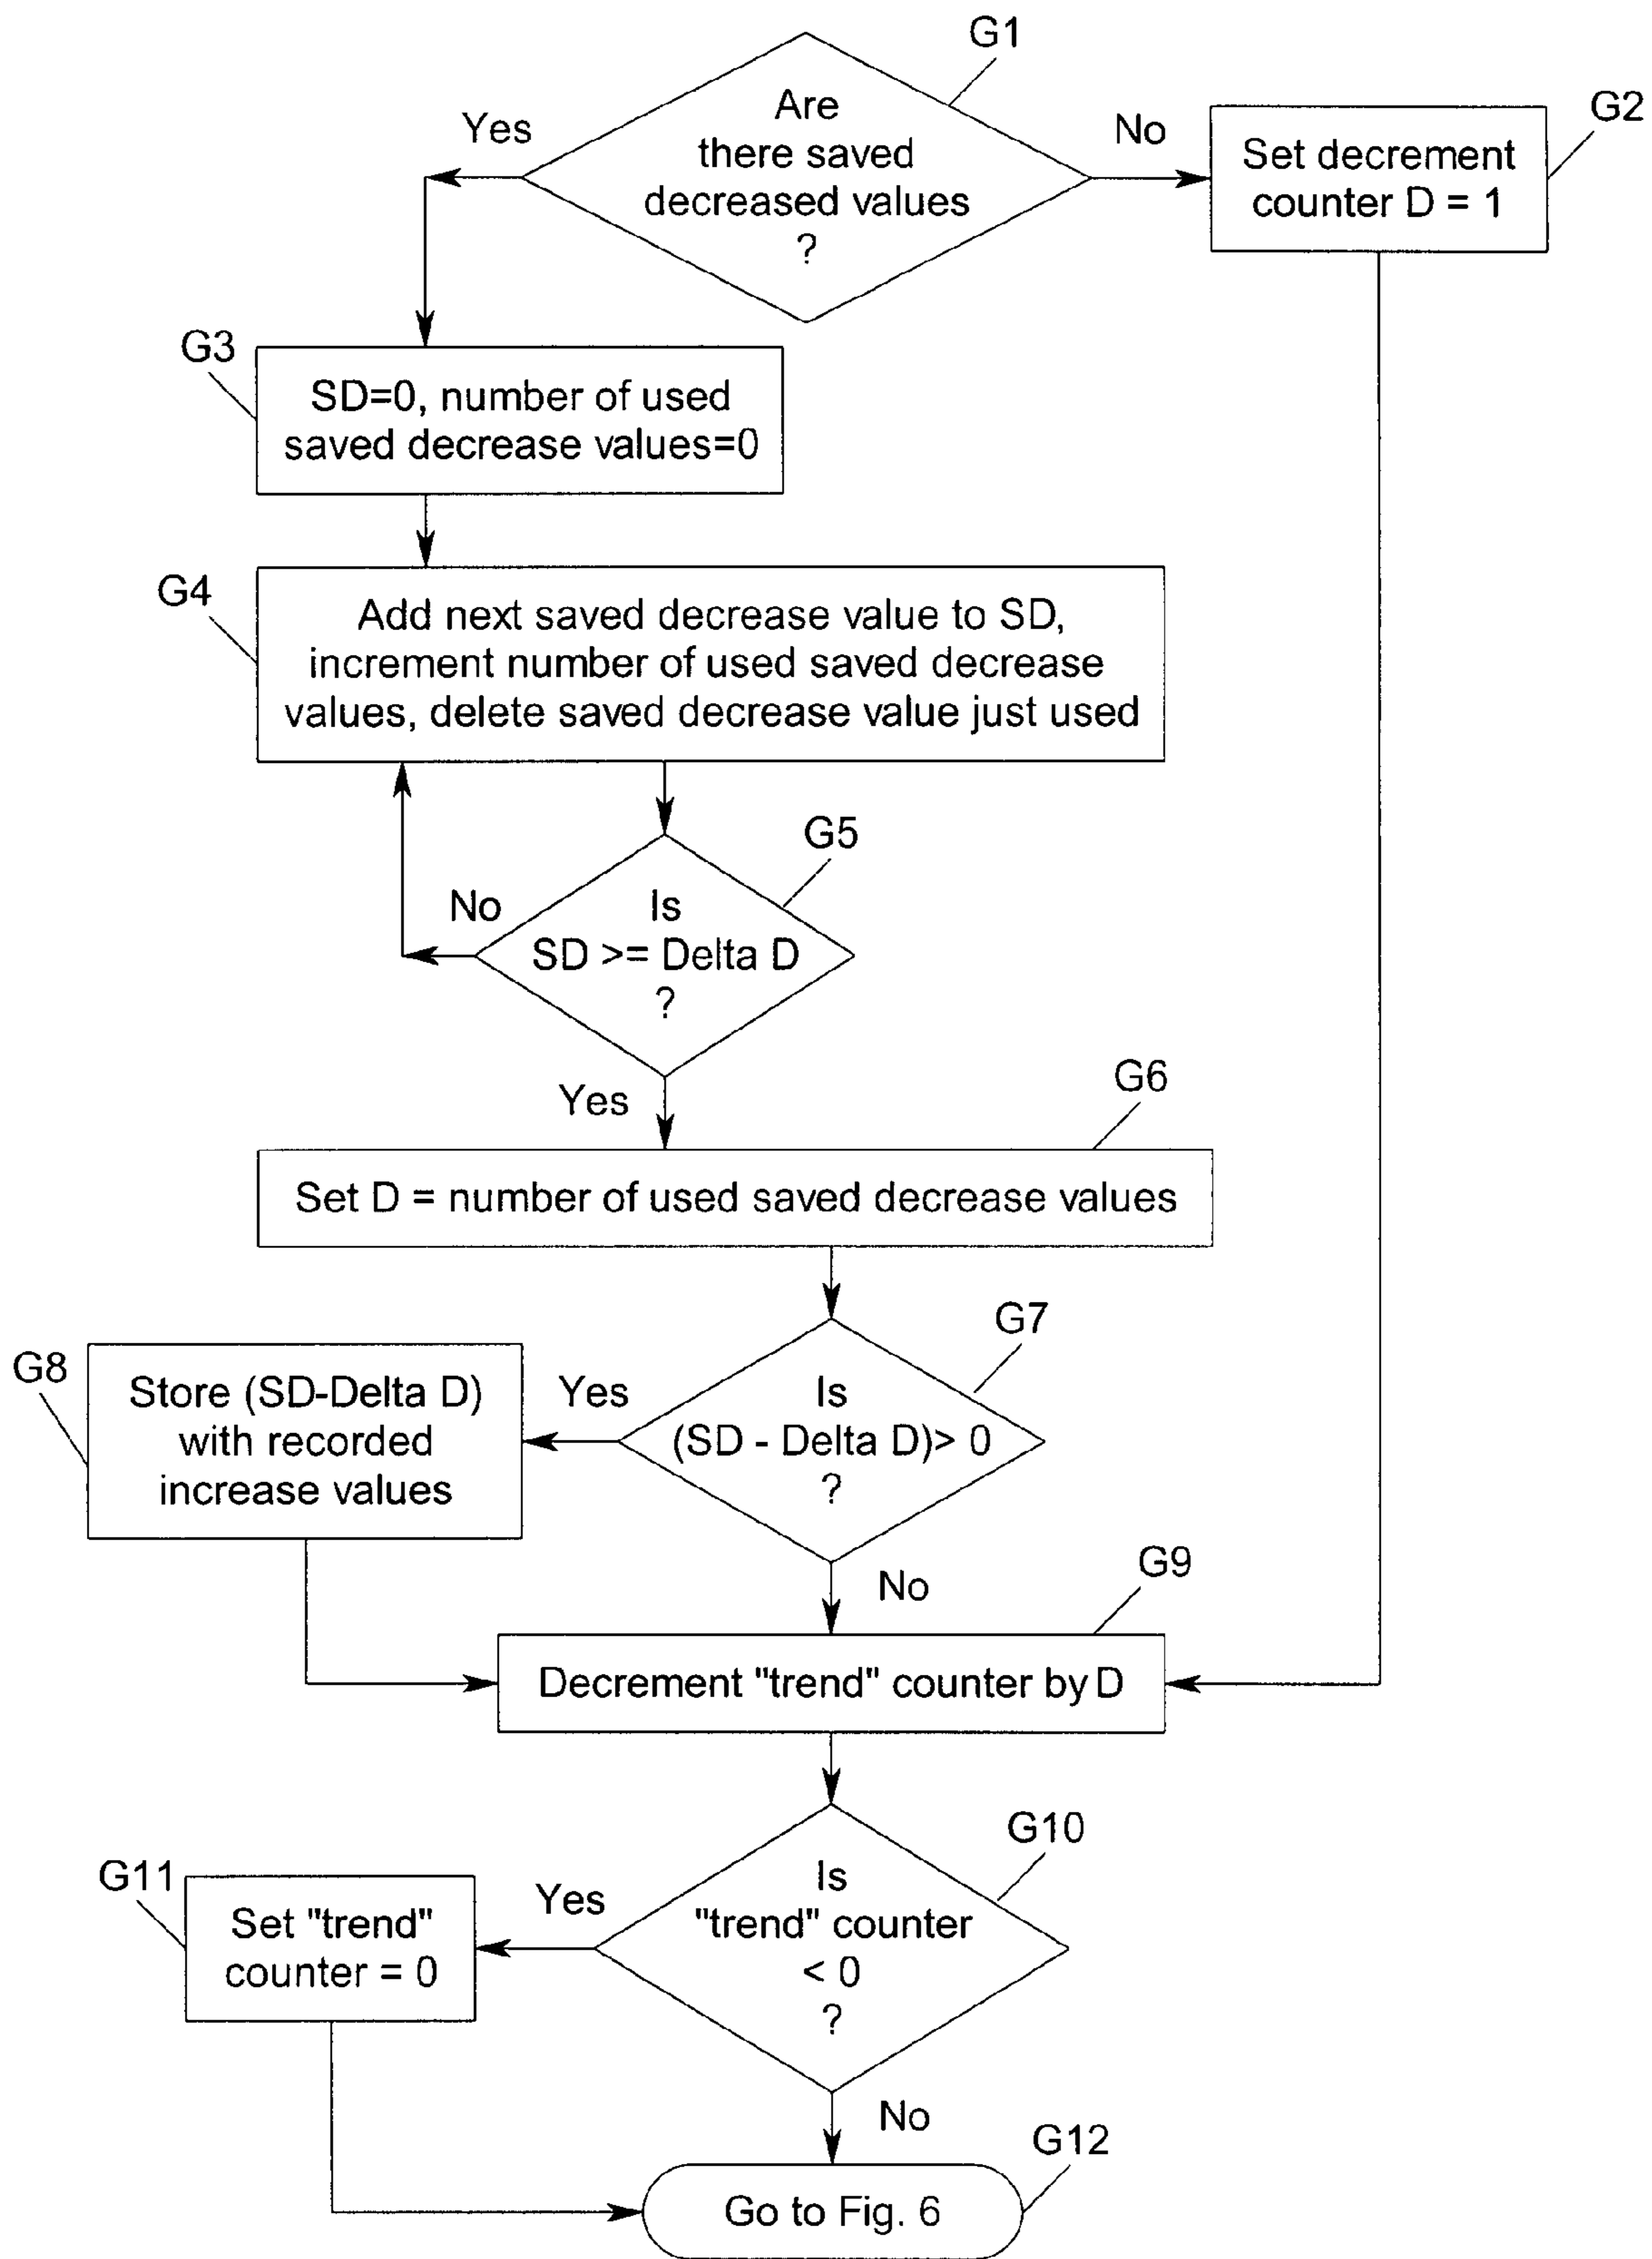 G1
Are
there saved
decreased values
?
Yes
No
G2
Set decrement
counter D = 1
G3
SD=0, number of used
saved decrease values=0
G4
Add next saved decrease value to SD,
increment number of used saved decrease
values, delete saved decrease value just used
G5
Is
SD >= Delta D
?
No
Yes
G6
Set D = number of used saved decrease values
G7
Is
(SD - Delta D)> 0
?
Yes
G8
Store (SD-Delta D)
with recorded
increase values
No
G9
Decrement "trend" counter by D
G10
Is
"trend" counter
< 0
?
Yes
G11
Set "trend"
counter = 0
No
G12
Go to Fig. 6